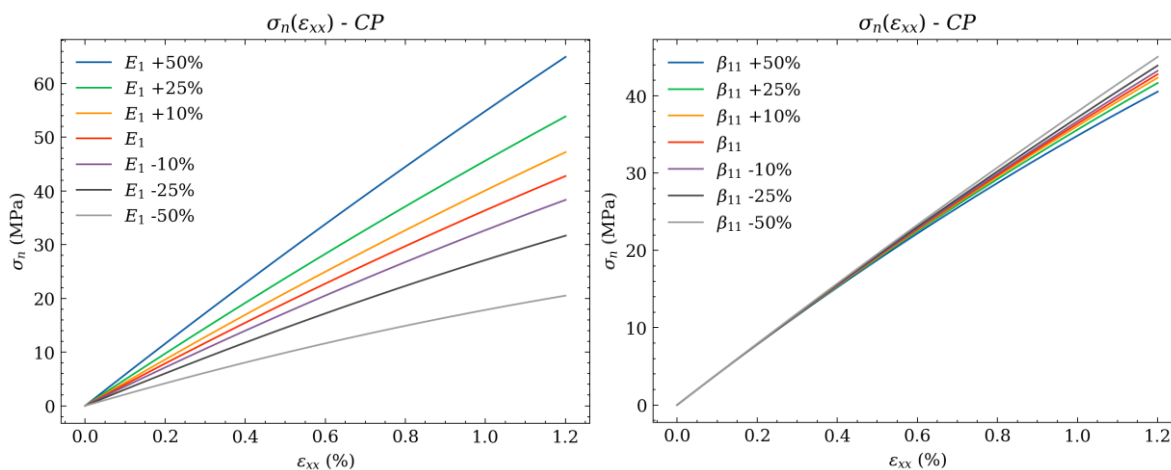 σn(εxx) - CP
E1 +50%
E1 +25%
E1 +10%
E1
E1 -10%
E1 -25%
E1 -50%
60
50
40
30
20
10
0
σn (MPa)
0.0 0.2 0.4 0.6 0.8 1.0 1.2
εxx (%)
σn(εxx) - CP
β11 +50%
β11 +25%
β11 +10%
β11
β11 -10%
β11 -25%
β11 -50%
40
30
20
10
0
σn (MPa)
0.0 0.2 0.4 0.6 0.8 1.0 1.2
εxx (%)